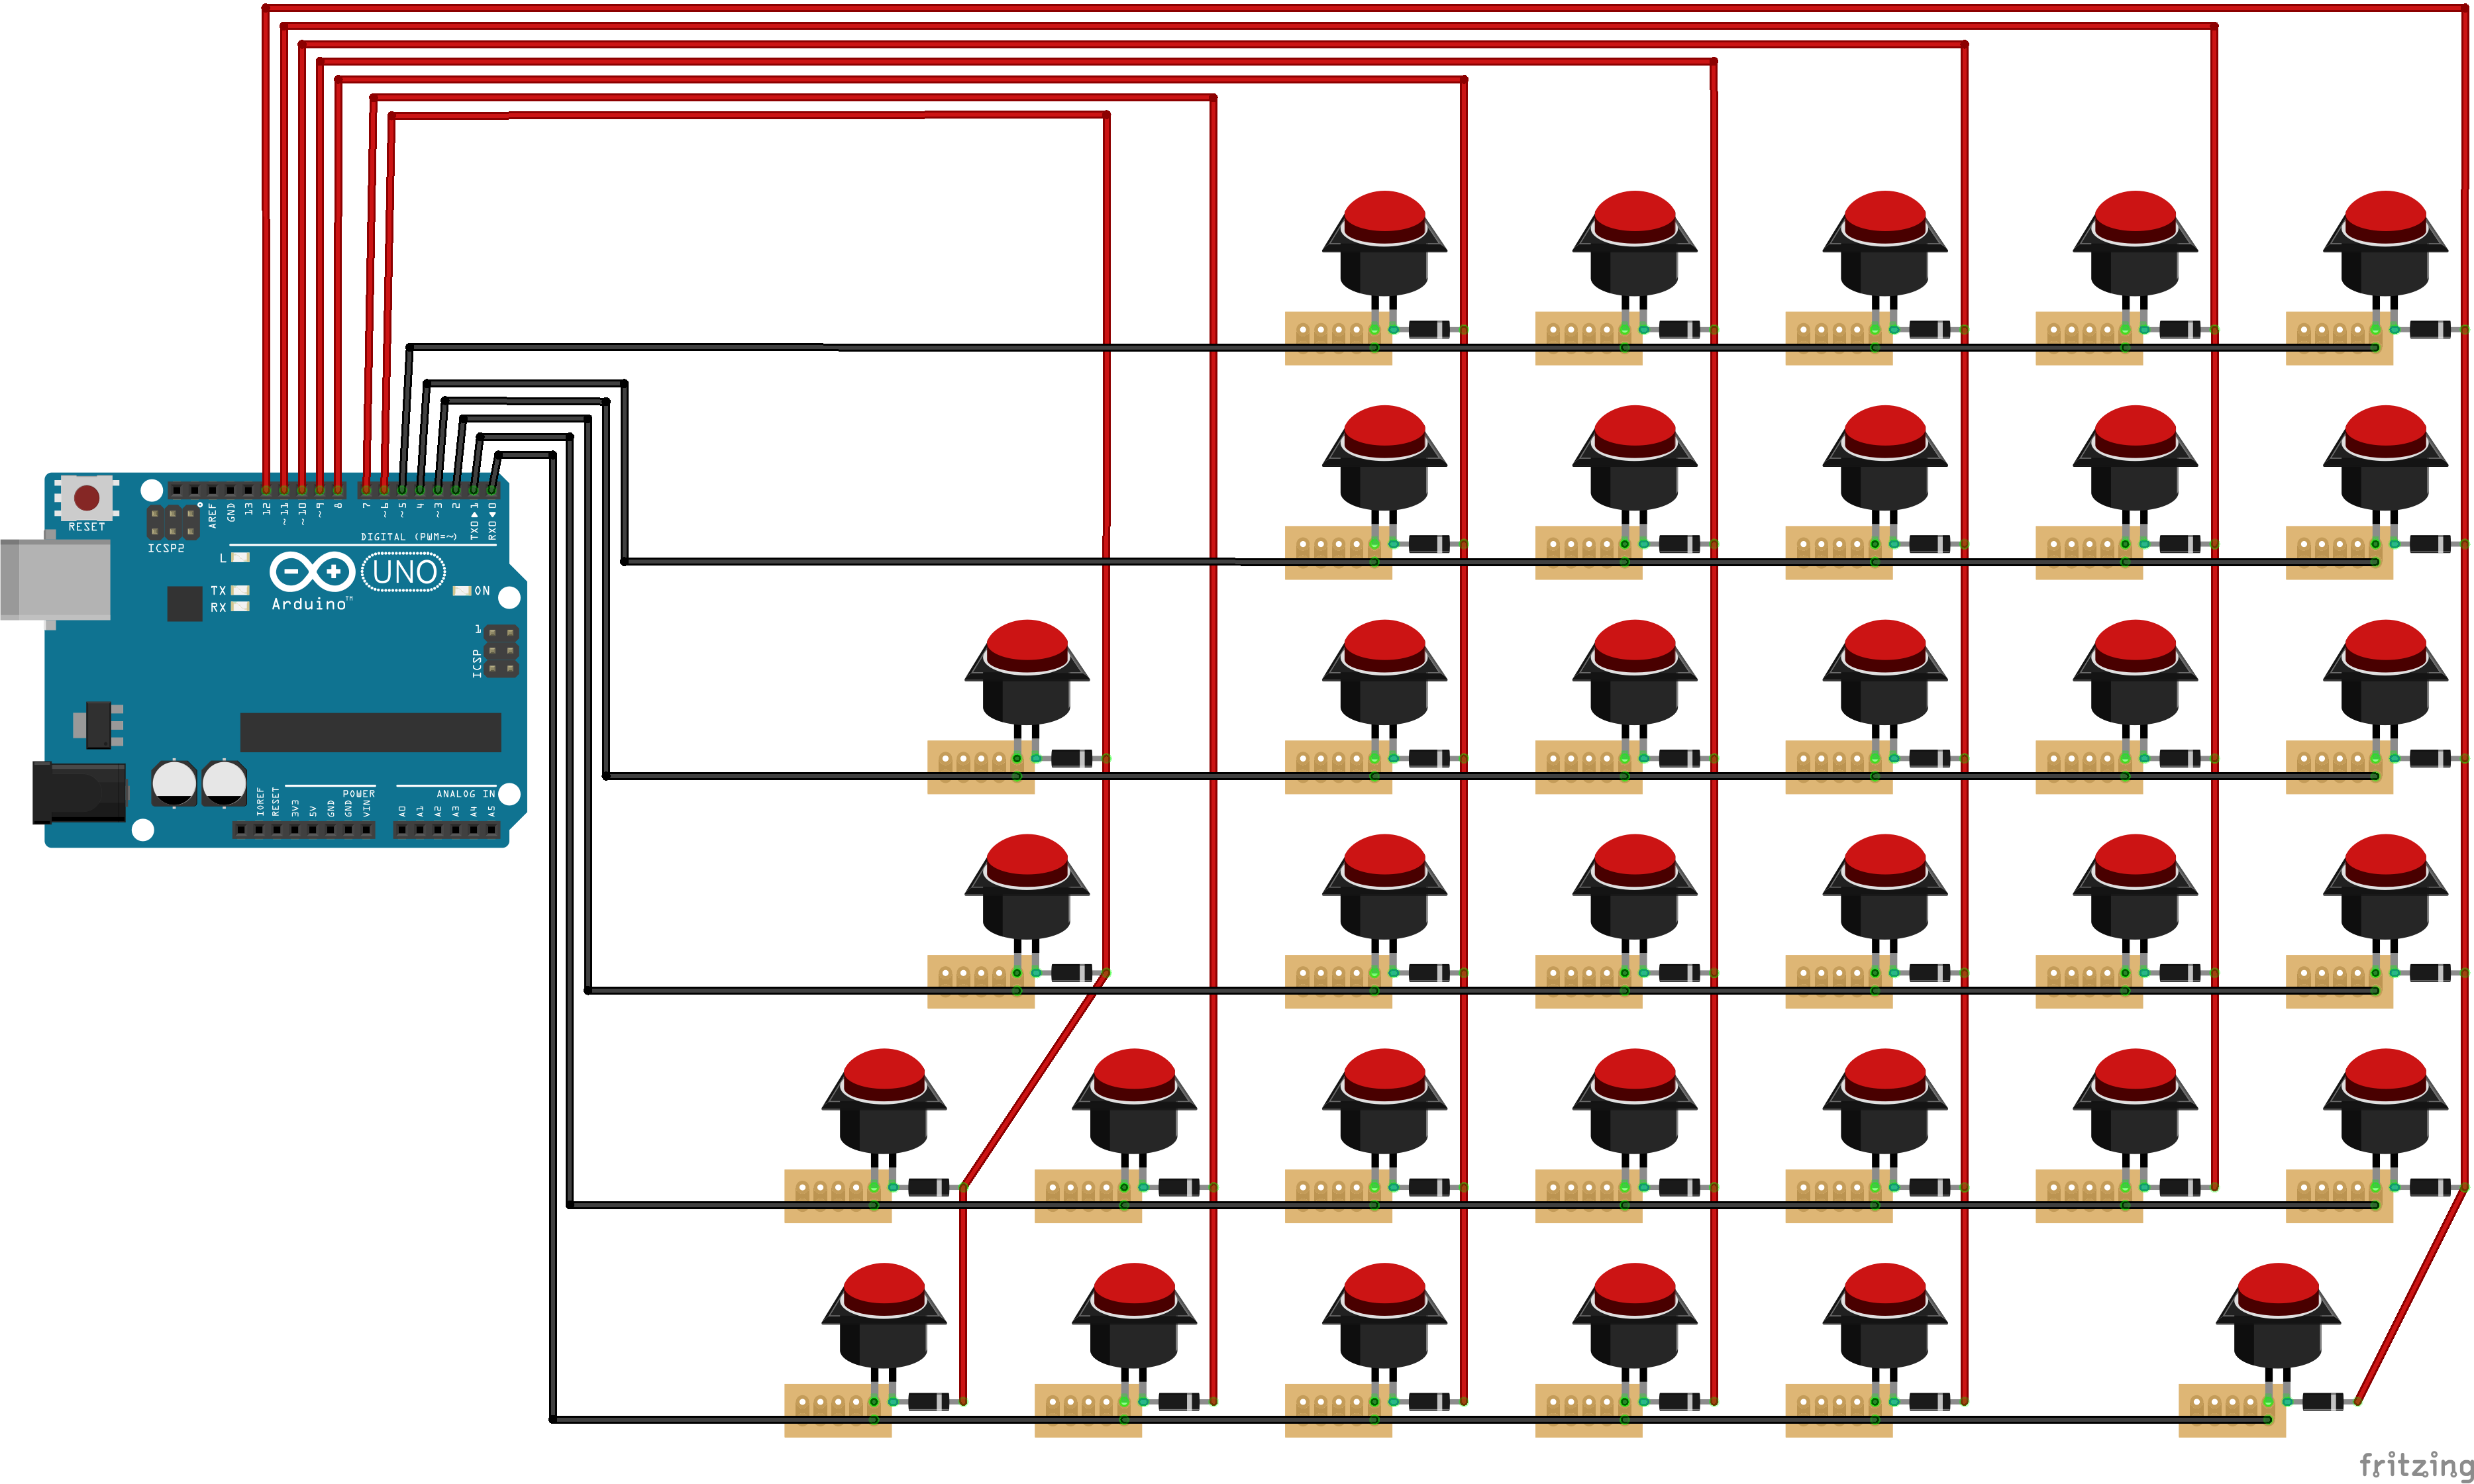 RESET
ICSP2
AREF
GND
13
12
~11
~10
~9
8
7
~6
~5
4
~3
2
TX0▶1
RX0◀0
DIGITAL (PWM=~)
L
TX
RX
Arduino™
UNO
ON
1
ICSP
IOREF
RESET
3V3
5V
GND
GND
VIN
POWER
ANALOG IN
A0
A1
A2
A3
A4
A5
fritzing